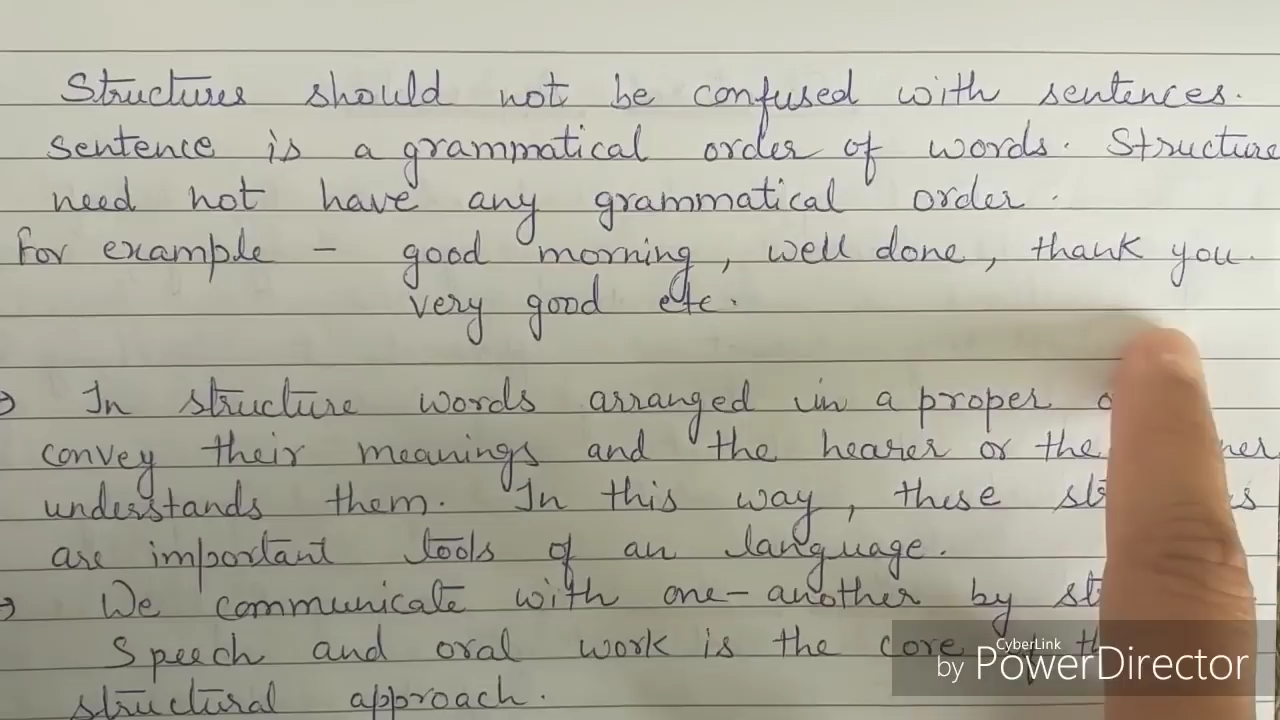 Structures should not be confused with sentences.
sentence is a grammatical order of words. Structure
need not have any grammatical order.
For example - good morning, well done, thank you.
very good etc.
In structure words arranged in a proper
convey their meanings and the hearer or the
understands them. In this way, these
are important tools of an language.
We communicate with one-another by
Speech and oral work is the core of
structural approach.
CyberLink
by PowerDirector